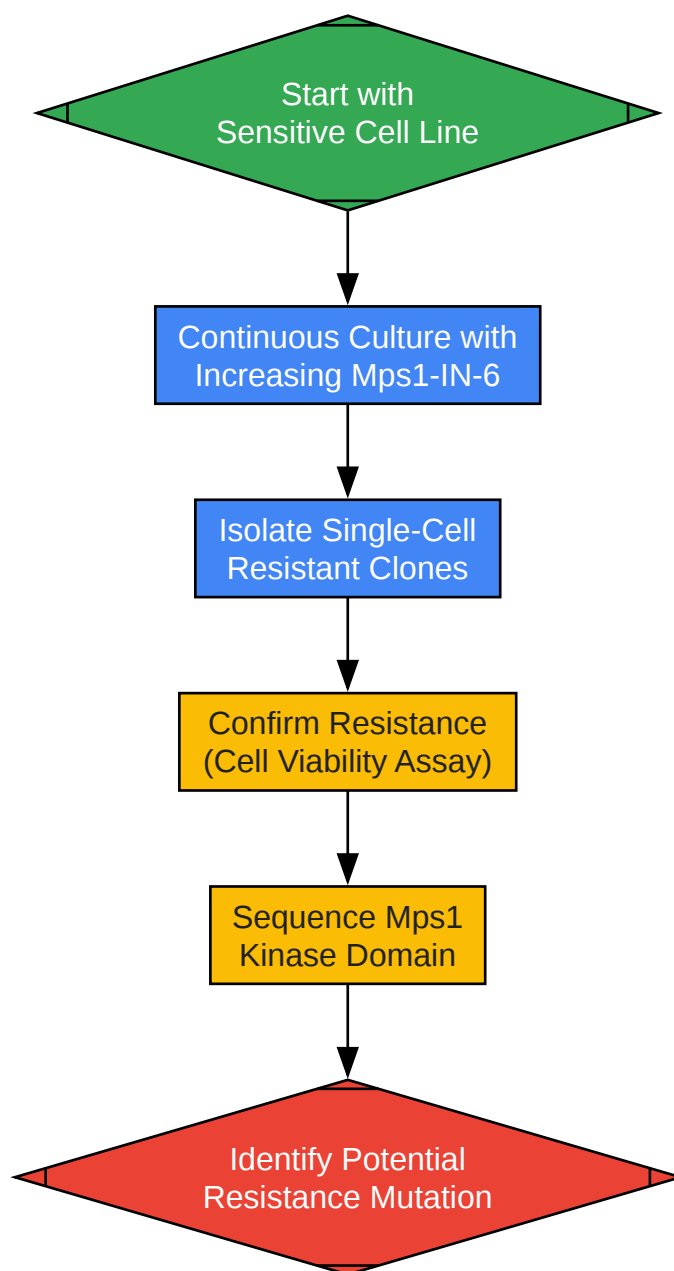 Start with
Sensitive Cell Line
Continuous Culture with
Increasing Mps1-IN-6
Isolate Single-Cell
Resistant Clones
Confirm Resistance
(Cell Viability Assay)
Sequence Mps1
Kinase Domain
Identify Potential
Resistance Mutation